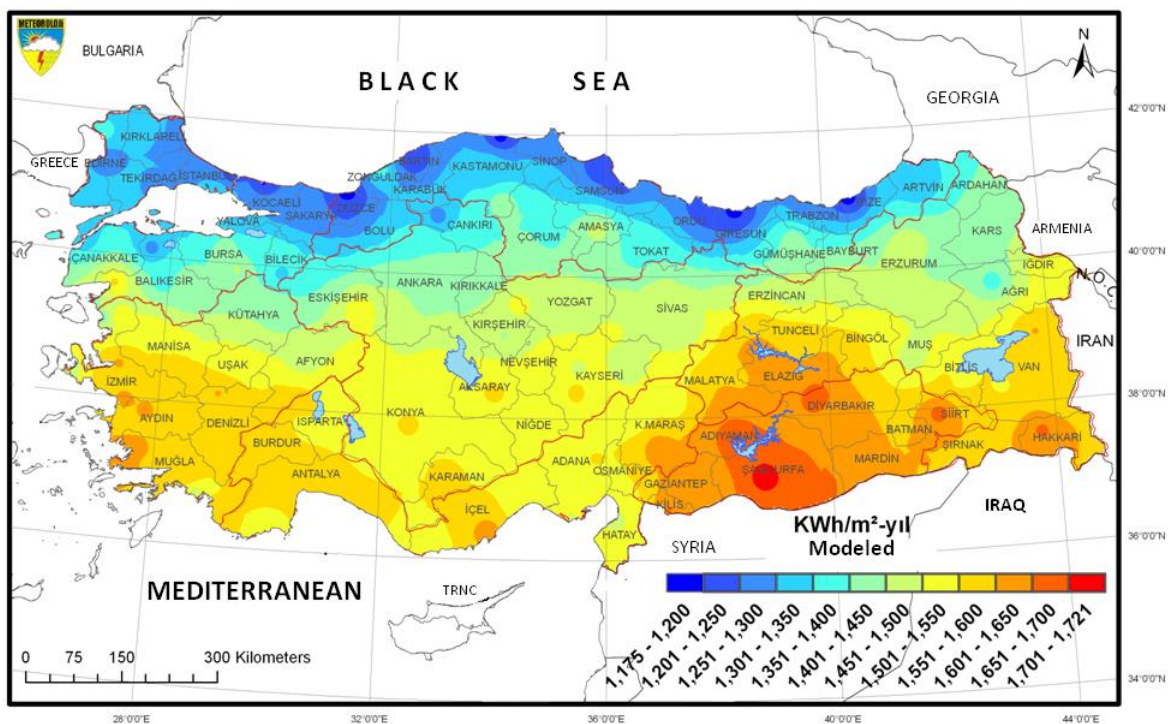 METEOROLOJİ
BULGARIA
BLACK SEA
N
GEORGIA
42°0'0"N
KIRKLARELİ
GREECE
EDİRNE
TEKİRDAĞ
İSTANBUL
KOCAELİ
YALOVA
SAKARYA
DÜZCE
ZONGULDAK
BARTIN
KARABÜK
KASTAMONU
SİNOP
SAMSUN
BOLU
ÇANKIRI
ÇORUM
AMASYA
TOKAT
ORDU
GİRESUN
TRABZON
RİZE
ARTVİN
ARDAHAN
KARS
ARMENIA
GÜMÜŞHANE
BAYBURT
ERZURUM
40°0'0"N
IĞDIR
N.O.C
AĞRI
ÇANAKKALE
BALIKESİR
BURSA
BİLECİK
ESKİŞEHİR
KÜTAHYA
ANKARA
KIRIKKALE
YOZGAT
SİVAS
ERZİNCAN
TUNCELİ
BİNGÖL
MUŞ
BİTLİS
VAN
IRAN
MANİSA
UŞAK
AFYON
KIRŞEHİR
NEVŞEHİR
KAYSERİ
AKSARAY
MALATYA
ELAZIĞ
DİYARBAKIR
38°0'0"N
İZMİR
AYDIN
DENİZLİ
ISPARTA
BURDUR
KONYA
NİĞDE
K.MARAŞ
ADIYAMAN
BATMAN
SİİRT
ŞIRNAK
HAKKARİ
MUĞLA
ANTALYA
KARAMAN
ADANA
OSMANİYE
GAZİANTEP
ŞANLIURFA
MARDİN
KİLİS
İÇEL
HATAY
SYRIA
IRAQ
36°0'0"N
KWh/m²-yıl
Modeled
MEDITERRANEAN
TRNC
1,175 - 1,200
1,201 - 1,250
1,251 - 1,300
1,301 - 1,350
1,351 - 1,400
1,401 - 1,450
1,451 - 1,500
1,501 - 1,550
1,551 - 1,600
1,601 - 1,650
1,651 - 1,700
1,701 - 1,721
0 75 150 300 Kilometers
34°0'0"N
28°0'0"E 32°0'0"E 36°0'0"E 40°0'0"E 44°0'0"E